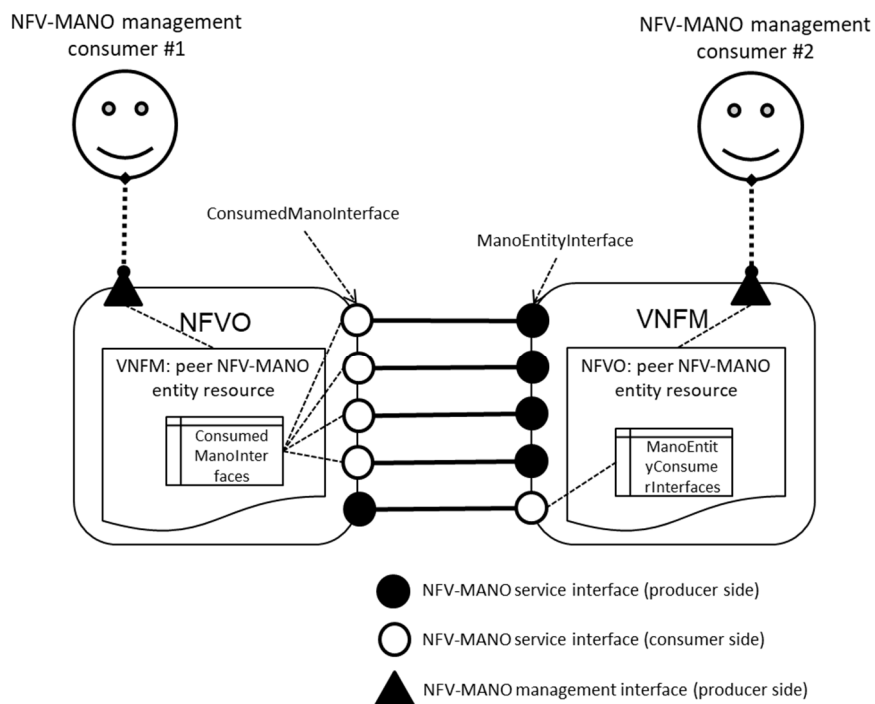 NFV-MANO management
consumer #1
NFV-MANO management
consumer #2
ConsumedManoInterface
ManoEntityInterface
NFVO
VNFM
VNFM: peer NFV-MANO
entity resource
NFVO: peer NFV-MANO
entity resource
Consumed
ManoInter
faces
ManoEntit
yConsume
rInterfaces
NFV-MANO service interface (producer side)
NFV-MANO service interface (consumer side)
NFV-MANO management interface (producer side)